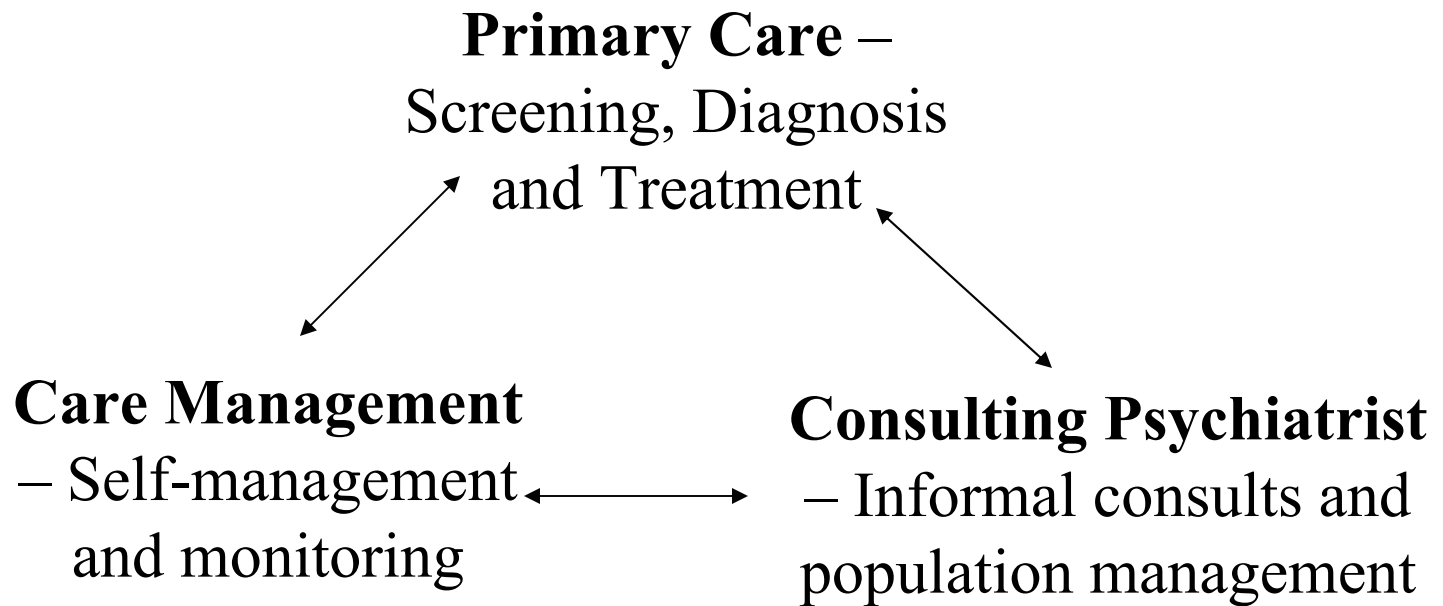 Primary Care –
Screening, Diagnosis
and Treatment
Care Management
– Self-management
and monitoring
Consulting Psychiatrist
– Informal consults and
population management